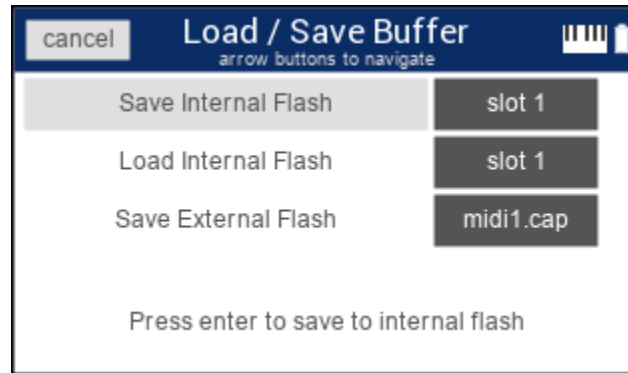 cancel
Load / Save Buffer
arrow buttons to navigate
Save Internal Flash slot 1
Load Internal Flash slot 1
Save External Flash midi1.cap
Press enter to save to internal flash